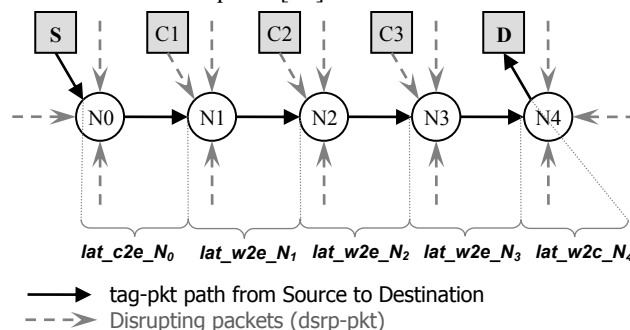 S C1 C2 C3 D
N0 N1 N2 N3 N4
lat_c2e_N0 lat_w2e_N1 lat_w2e_N2 lat_w2e_N3 lat_w2c_N4
tag-pkt path from Source to Destination
Disrupting packets (dsrp-pkt)